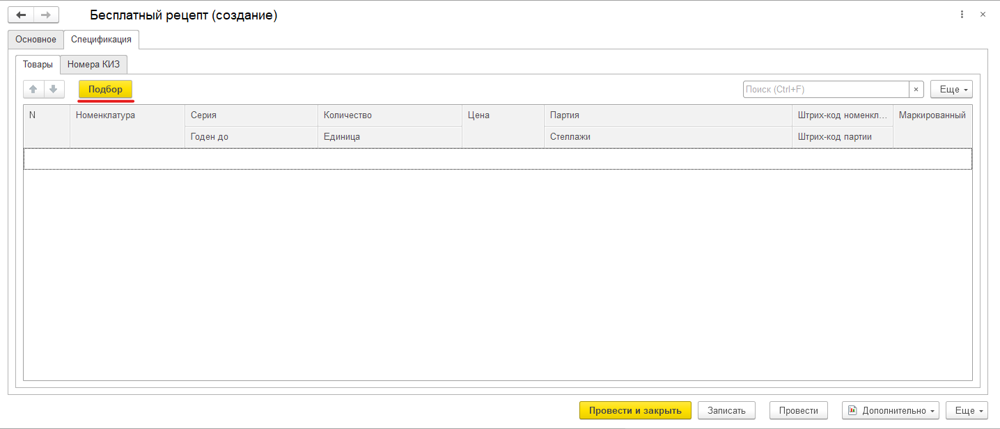 Бесплатный рецепт (создание)
Основное Спецификация
Товары Номера КИЗ
Подбор Поиск (Ctrl+F) × Еще
N Номенклатура Серия Количество Цена Партия Штрих-код номенкл... Маркированный
Годен до Единица Стеллажи Штрих-код партии
Провести и закрыть Записать Провести Дополнительно Еще